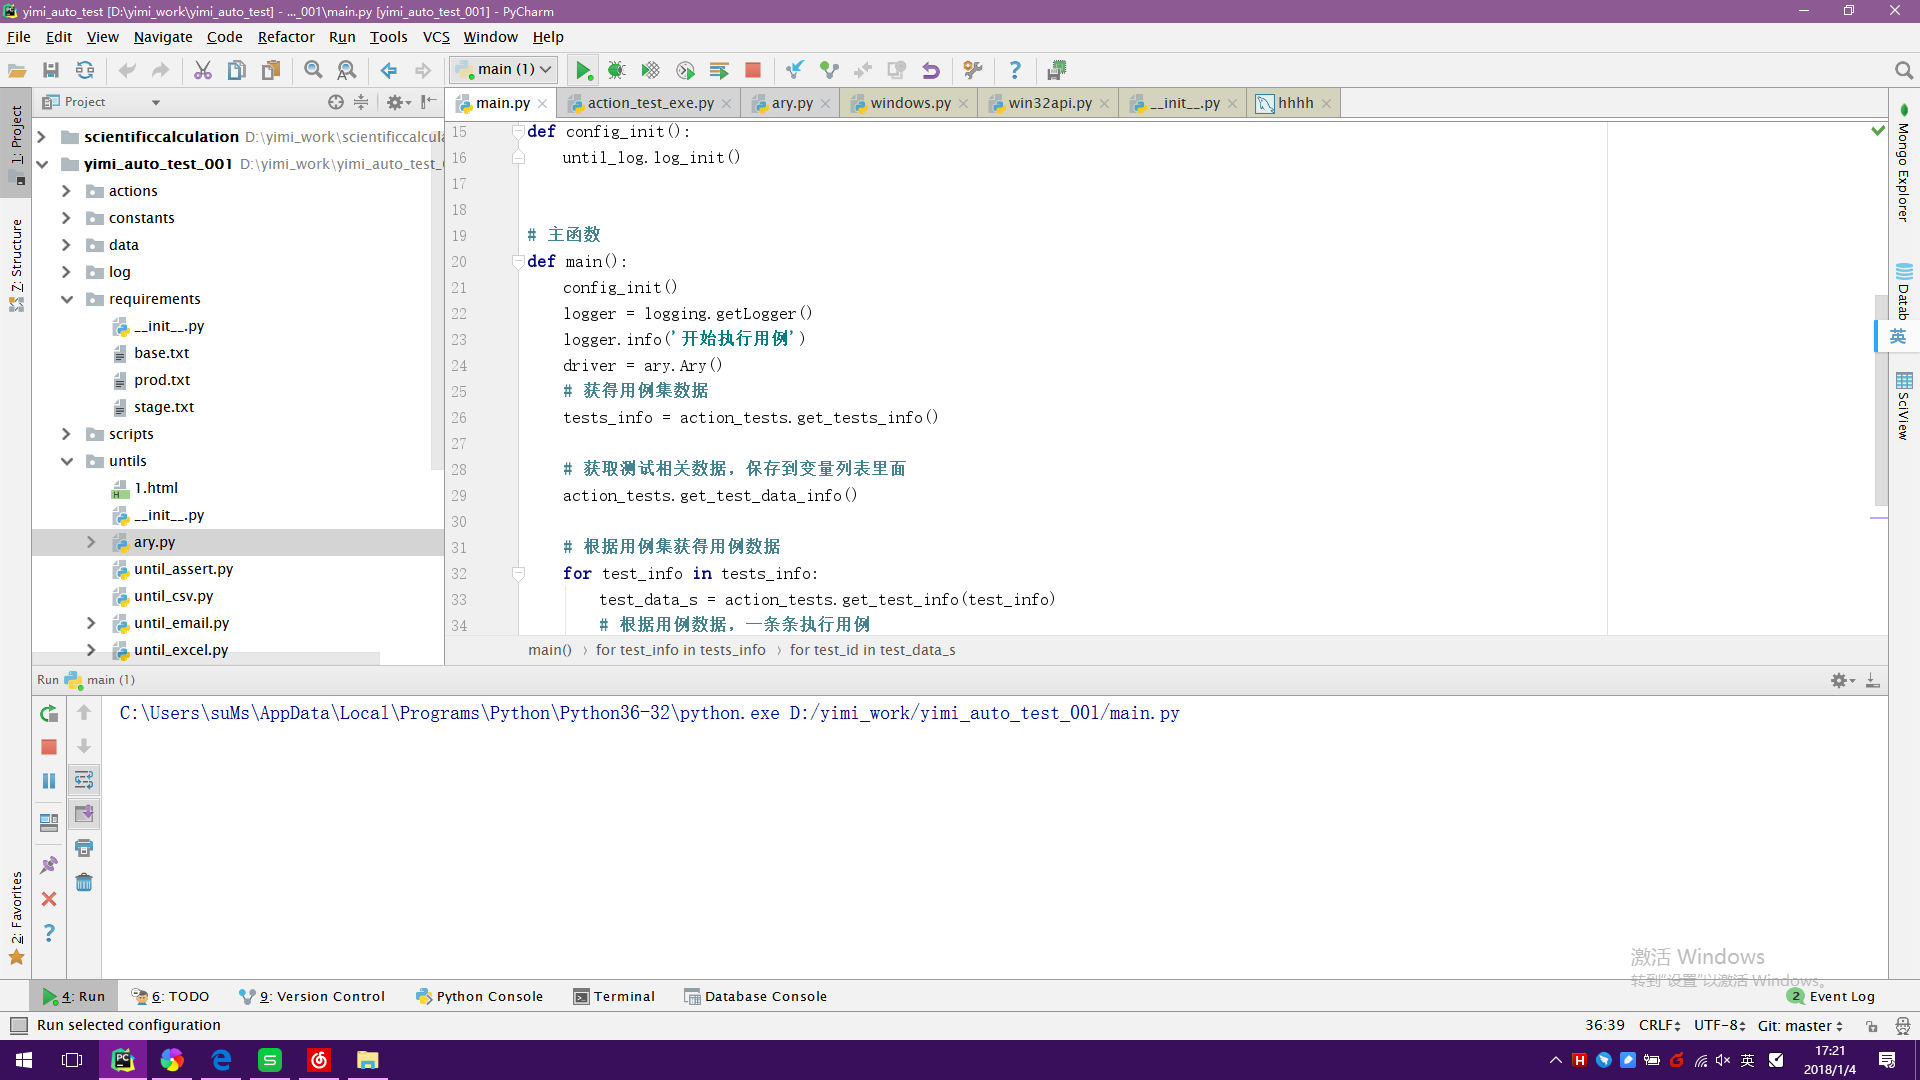 yimi_auto_test [D:\yimi_work\yimi_auto_test] - ..._001\main.py [yimi_auto_test_001] - PyCharm
File Edit View Navigate Code Refactor Run Tools VCS Window Help
main (1)
Project
main.py
action_test_exe.py
ary.py
windows.py
win32api.py
__init__.py
hhhh
1: Project
Z: Structure
2: Favorites
scientificcalculation D:\yimi_work\scientificcalcula
yimi_auto_test_001 D:\yimi_work\yimi_auto_test_
actions
constants
data
log
requirements
__init__.py
base.txt
prod.txt
stage.txt
scripts
untils
1.html
__init__.py
ary.py
until_assert.py
until_csv.py
until_email.py
until_excel.py
15 def config_init():
16 until_log.log_init()
17
18
19 # 主函数
20 def main():
21 config_init()
22 logger = logging.getLogger()
23 logger.info('开始执行用例')
24 driver = ary.Ary()
25 # 获得用例集数据
26 tests_info = action_tests.get_tests_info()
27
28 # 获取测试相关数据，保存到变量列表里面
29 action_tests.get_test_data_info()
30
31 # 根据用例集获得用例数据
32 for test_info in tests_info:
33 test_data_s = action_tests.get_test_info(test_info)
34 # 根据用例数据，一条条执行用例
main() › for test_info in tests_info › for test_id in test_data_s
Mongo Explorer
Datab
英
SciView
Run main (1)
C:\Users\suMs\AppData\Local\Programs\Python\Python36-32\python.exe D:/yimi_work/yimi_auto_test_001/main.py
激活 Windows
转到"设置"以激活 Windows。
4: Run 6: TODO 9: Version Control Python Console Terminal Database Console 2 Event Log
Run selected configuration 36:39 CRLF UTF-8 Git: master
英 17:21
2018/1/4